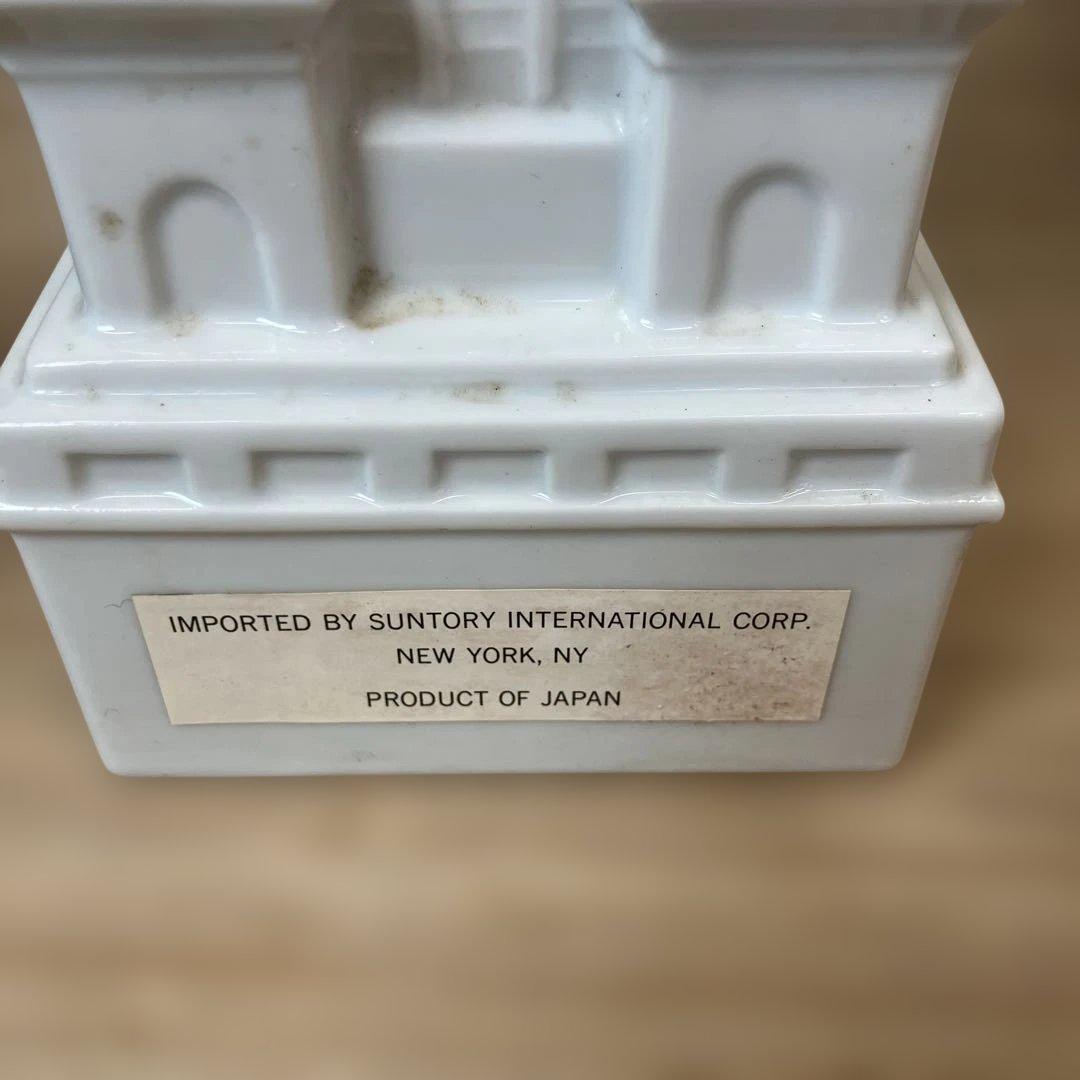 IMPORTED BY SUNTORY INTERNATIONAL CORP.
NEW YORK, NY
PRODUCT OF JAPAN